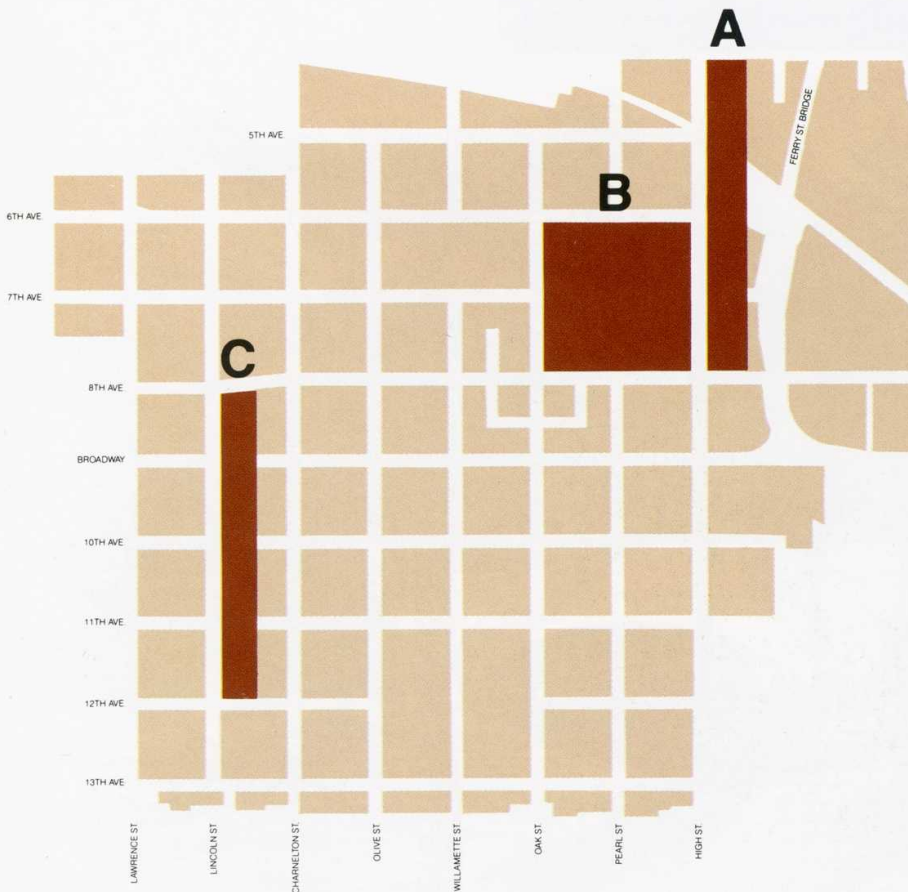 A
FERRY ST. BRIDGE
5TH AVE.
B
6TH AVE.
7TH AVE.
C
8TH AVE.
BROADWAY
10TH AVE.
11TH AVE.
12TH AVE.
13TH AVE.
LAWRENCE ST.
LINCOLN ST.
CHARNELTON ST.
OLIVE ST.
WILLAMETTE ST.
OAK ST.
PEARL ST.
HIGH ST.